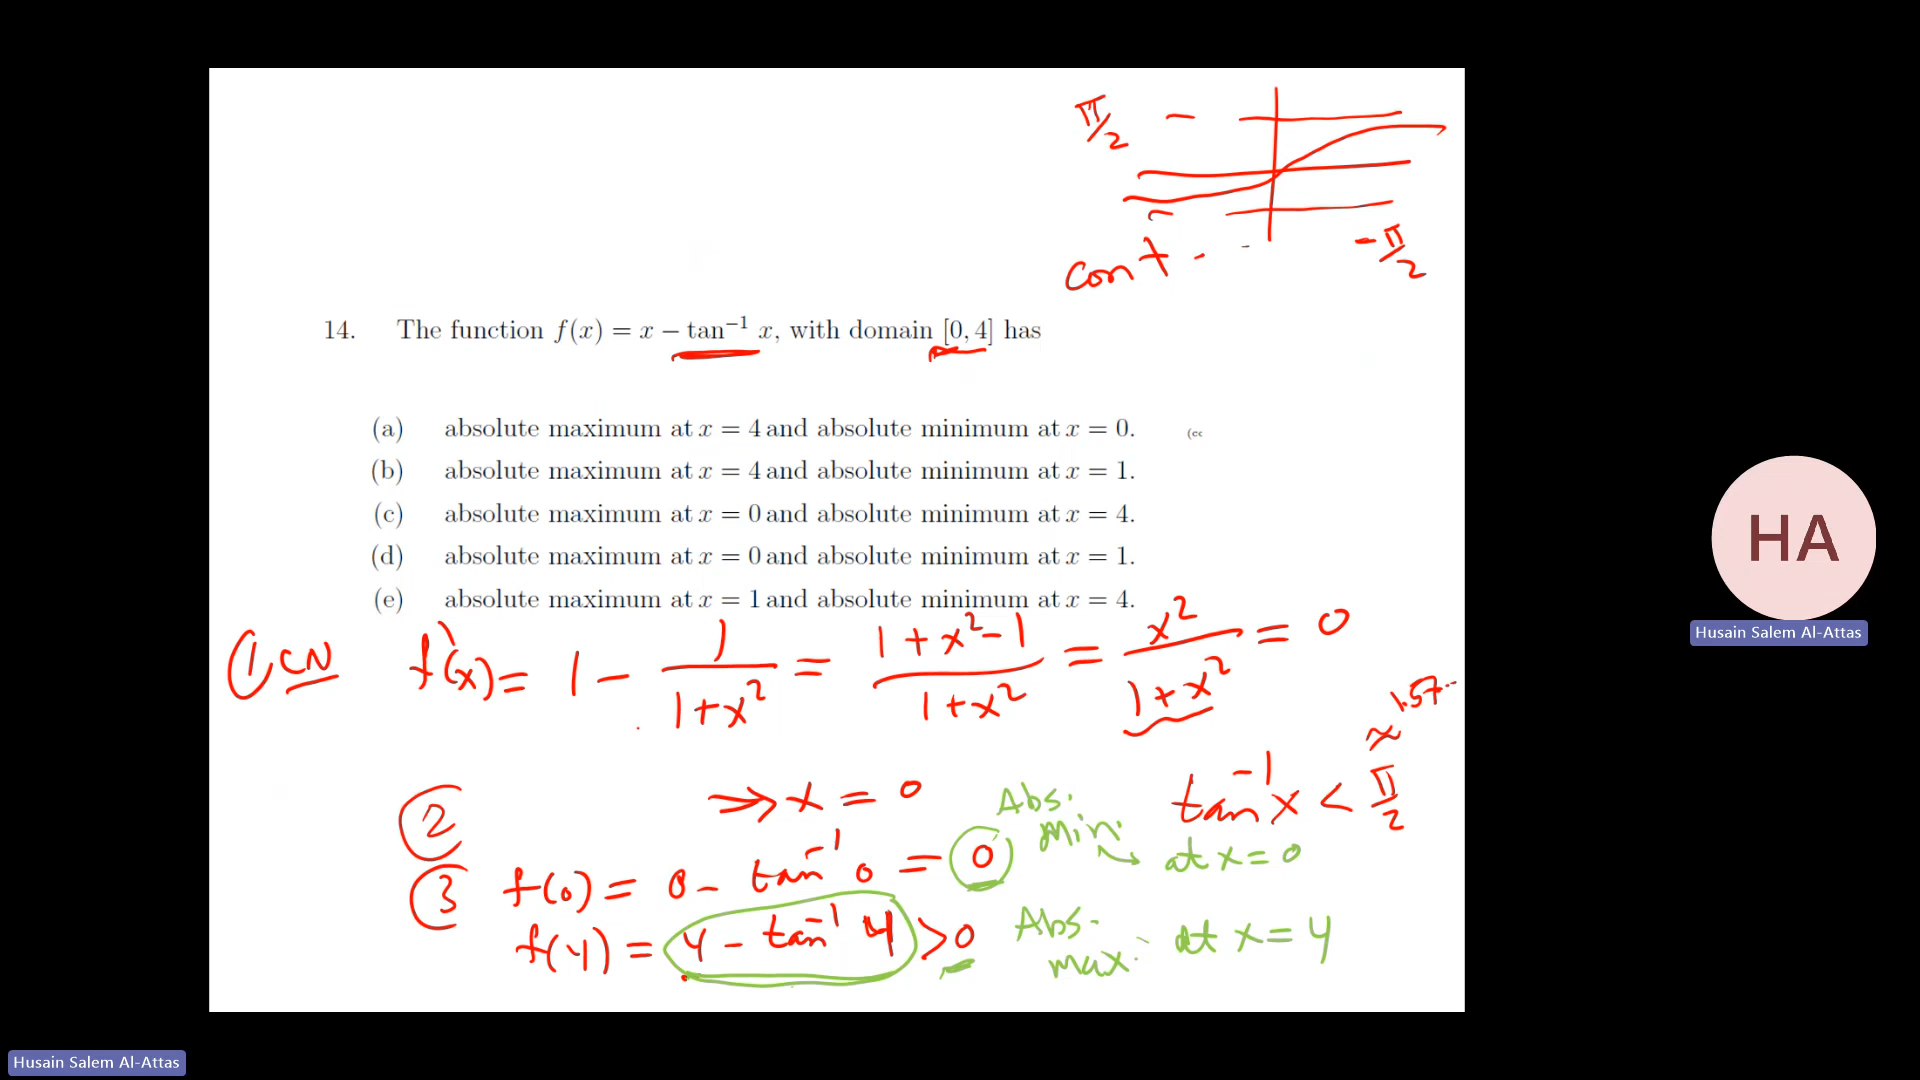 π/2
-π/2
cont.
14. The function f(x) = x − tan⁻¹ x, with domain [0, 4] has
(a) absolute maximum at x = 4 and absolute minimum at x = 0.
(b) absolute maximum at x = 4 and absolute minimum at x = 1.
(c) absolute maximum at x = 0 and absolute minimum at x = 4.
(d) absolute maximum at x = 0 and absolute minimum at x = 1.
(e) absolute maximum at x = 1 and absolute minimum at x = 4.
① CN f'(x) = 1 - 1/(1+x²) = (1+x²-1)/(1+x²) = x²/(1+x²) = 0
② ⇒ x = 0
tan⁻¹x < π/2 ≈ 1.57..
③ f(0) = 0 - tan⁻¹ 0 = 0 Abs. min. at x = 0
f(4) = 4 - tan⁻¹ 4 > 0 Abs. max. at x = 4
HA
Husain Salem Al-Attas
Husain Salem Al-Attas